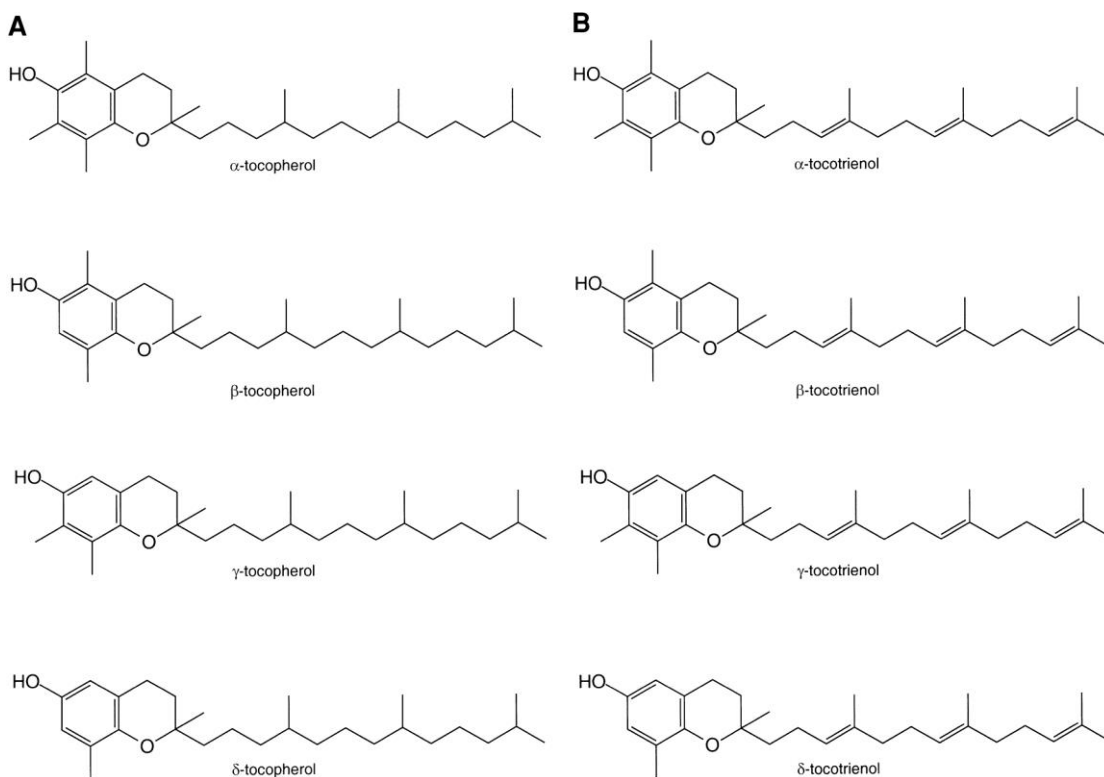 A
B
HO
O
α-tocopherol
HO
O
α-tocotrienol
HO
O
β-tocopherol
HO
O
β-tocotrienol
HO
O
γ-tocopherol
HO
O
γ-tocotrienol
HO
O
δ-tocopherol
HO
O
δ-tocotrienol